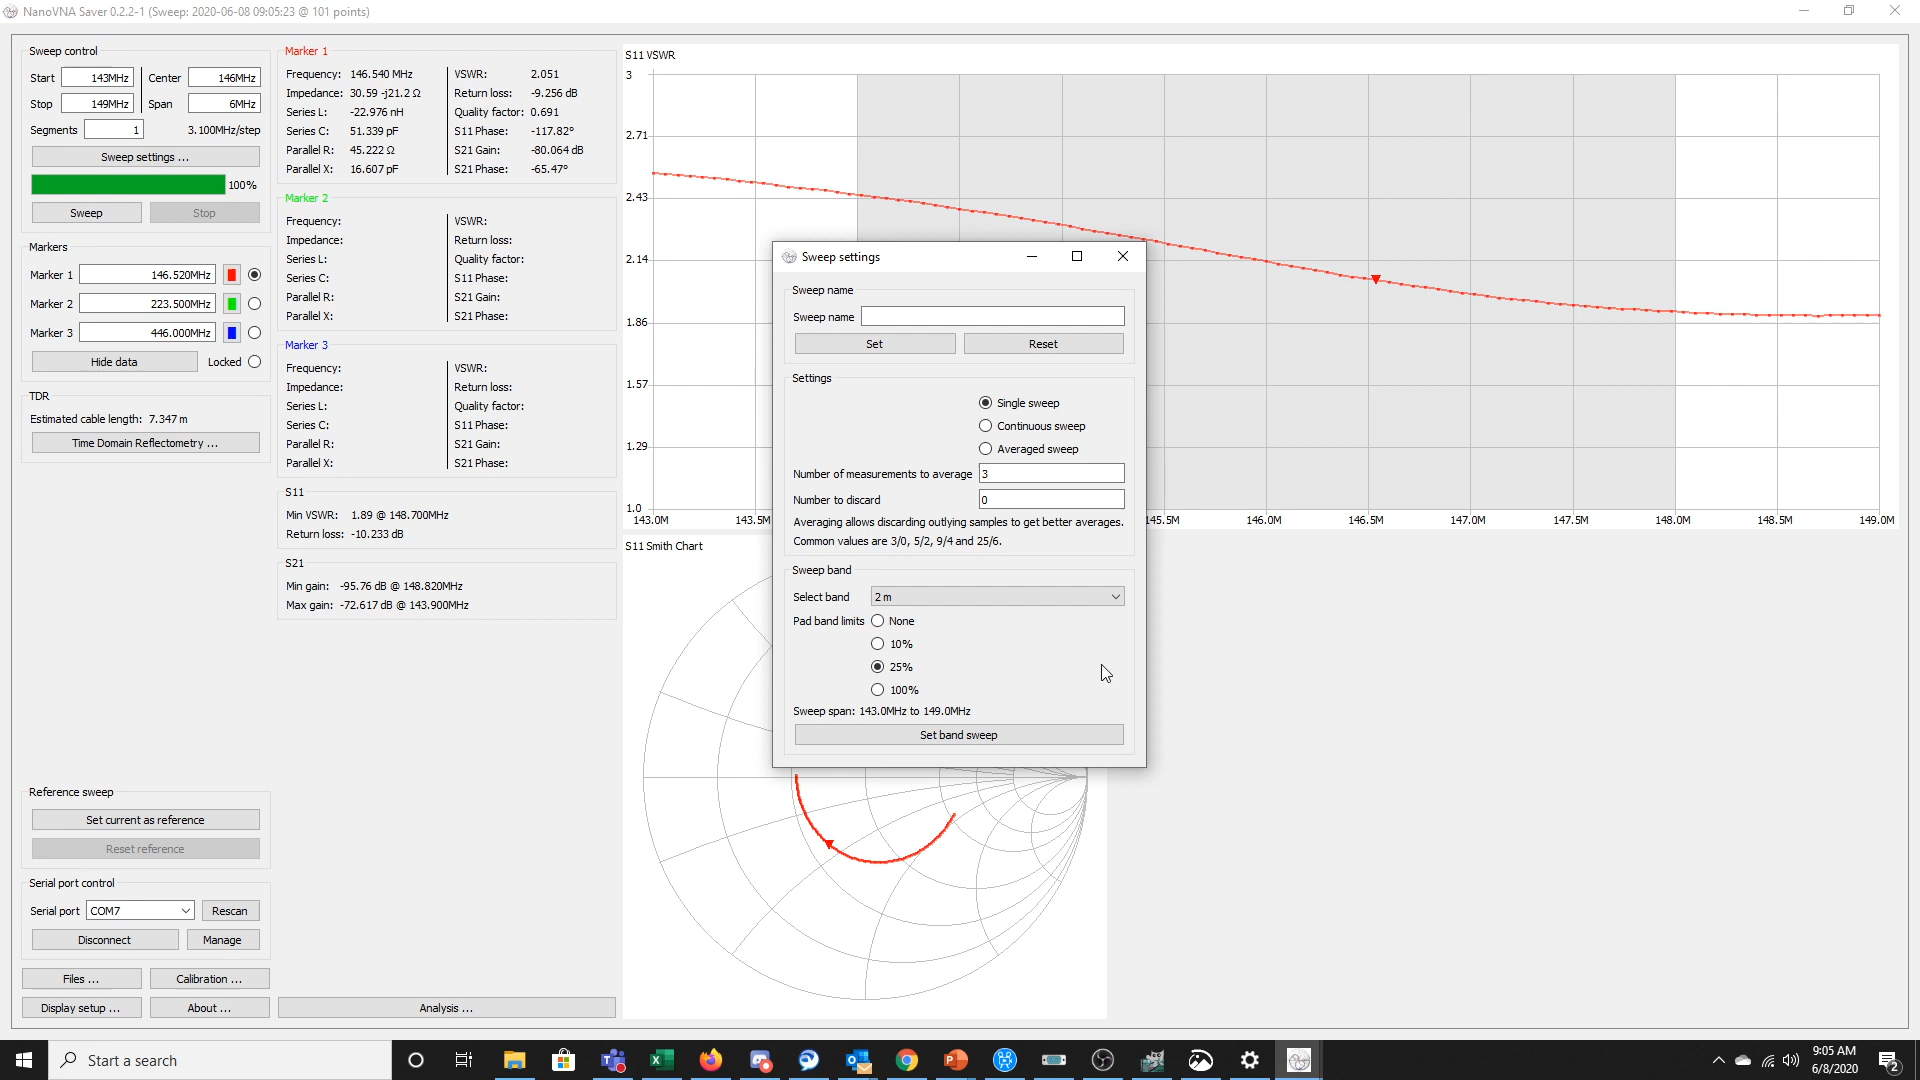 NanoVNA Saver 0.2.2-1 (Sweep: 2020-06-08 09:05:23 @ 101 points)
Sweep control
Start 143MHz Center 146MHz
Stop 149MHz Span 6MHz
Segments 1 3.100MHz/step
Sweep settings ...
100%
Sweep Stop
Markers
Marker 1 146.520MHz
Marker 2 223.500MHz
Marker 3 446.000MHz
Hide data Locked
TDR
Estimated cable length: 7.347 m
Time Domain Reflectometry ...
Reference sweep
Set current as reference
Reset reference
Serial port control
Serial port COM7 Rescan
Disconnect Manage
Files ... Calibration ...
Display setup ... About ...
Marker 1
Frequency: 146.540 MHz VSWR: 2.051
Impedance: 30.59 -j21.2 Ω Return loss: -9.256 dB
Series L: -22.976 nH Quality factor: 0.691
Series C: 51.339 pF S11 Phase: -117.82°
Parallel R: 45.222 Ω S21 Gain: -80.064 dB
Parallel X: 16.607 pF S21 Phase: -65.47°
Marker 2
Frequency: VSWR:
Impedance: Return loss:
Series L: Quality factor:
Series C: S11 Phase:
Parallel R: S21 Gain:
Parallel X: S21 Phase:
Marker 3
Frequency: VSWR:
Impedance: Return loss:
Series L: Quality factor:
Series C: S11 Phase:
Parallel R: S21 Gain:
Parallel X: S21 Phase:
S11
Min VSWR: 1.89 @ 148.700MHz
Return loss: -10.233 dB
S21
Min gain: -95.76 dB @ 148.820MHz
Max gain: -72.617 dB @ 143.900MHz
Analysis ...
S11 VSWR
3
2.71
2.43
2.14
1.86
1.57
1.29
1.0
143.0M 143.5M 145.5M 146.0M 146.5M 147.0M 147.5M 148.0M 148.5M 149.0M
S11 Smith Chart
Sweep settings
Sweep name
Sweep name
Set Reset
Settings
Single sweep
Continuous sweep
Averaged sweep
Number of measurements to average 3
Number to discard 0
Averaging allows discarding outlying samples to get better averages.
Common values are 3/0, 5/2, 9/4 and 25/6.
Sweep band
Select band 2 m
Pad band limits None
10%
25%
100%
Sweep span: 143.0MHz to 149.0MHz
Set band sweep
Start a search
9:05 AM
6/8/2020
2